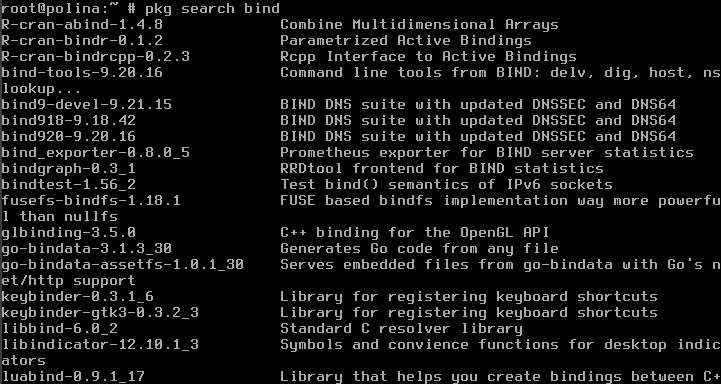 root@polina:~ # pkg search bind
R-cran-abind-1.4.8             Combine Multidimensional Arrays
R-cran-bindr-0.1.2             Parametrized Active Bindings
R-cran-bindrcpp-0.2.3          Rcpp Interface to Active Bindings
bind-tools-9.20.16             Command line tools from BIND: delv, dig, host, ns
lookup...
bind9-devel-9.21.15            BIND DNS suite with updated DNSSEC and DNS64
bind918-9.18.42                BIND DNS suite with updated DNSSEC and DNS64
bind920-9.20.16                BIND DNS suite with updated DNSSEC and DNS64
bind_exporter-0.8.0_5          Prometheus exporter for BIND server statistics
bindgraph-0.3_1                RRDtool frontend for BIND statistics
bindtest-1.56_2                Test bind() semantics of IPv6 sockets
fusefs-bindfs-1.18.1           FUSE based bindfs implementation way more powerfu
l than nullfs
glbinding-3.5.0                C++ binding for the OpenGL API
go-bindata-3.1.3_30            Generates Go code from any file
go-bindata-assetfs-1.0.1_30    Serves embedded files from go-bindata with Go's n
et/http support
keybinder-0.3.1_6              Library for registering keyboard shortcuts
keybinder-gtk3-0.3.2_3         Library for registering keyboard shortcuts
libbind-6.0_2                  Standard C resolver library
libindicator-12.10.1_3         Symbols and convience functions for desktop indic
ators
luabind-0.9.1_17               Library that helps you create bindings between C+